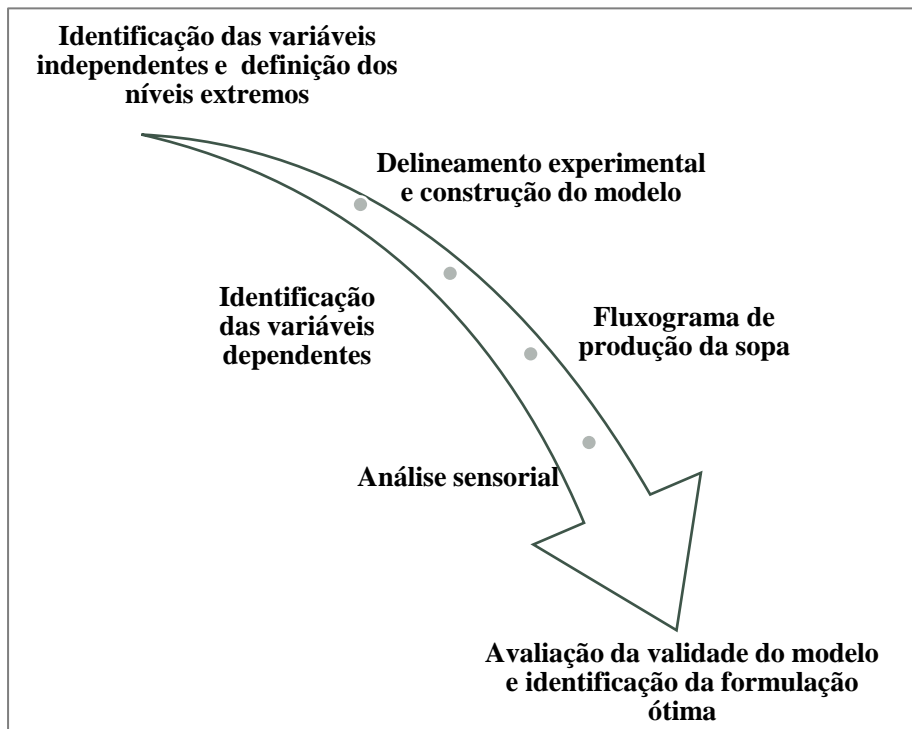 Identificação das variáveis
independentes e definição dos
níveis extremos
Delineamento experimental
e construção do modelo
Identificação
das variáveis
dependentes
Fluxograma de
produção da sopa
Análise sensorial
Avaliação da validade do modelo
e identificação da formulação
ótima